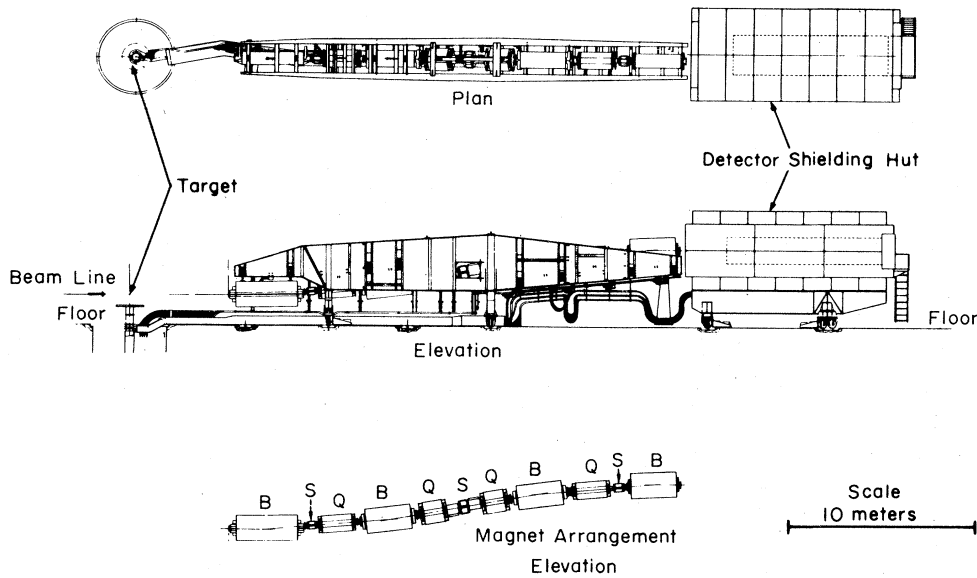 Plan
Detector Shielding Hut
Target
Beam Line
Floor
Floor
Elevation
B S Q B Q S Q B Q S B
Magnet Arrangement
Elevation
Scale
10 meters